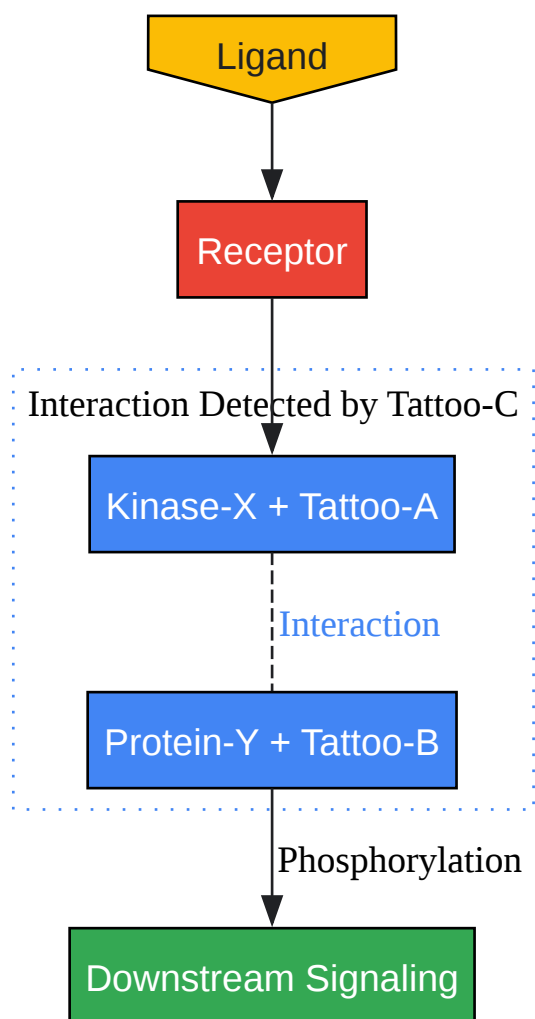 Ligand
Receptor
Interaction Detected by Tattoo-C
Kinase-X + Tattoo-A
Interaction
Protein-Y + Tattoo-B
Phosphorylation
Downstream Signaling